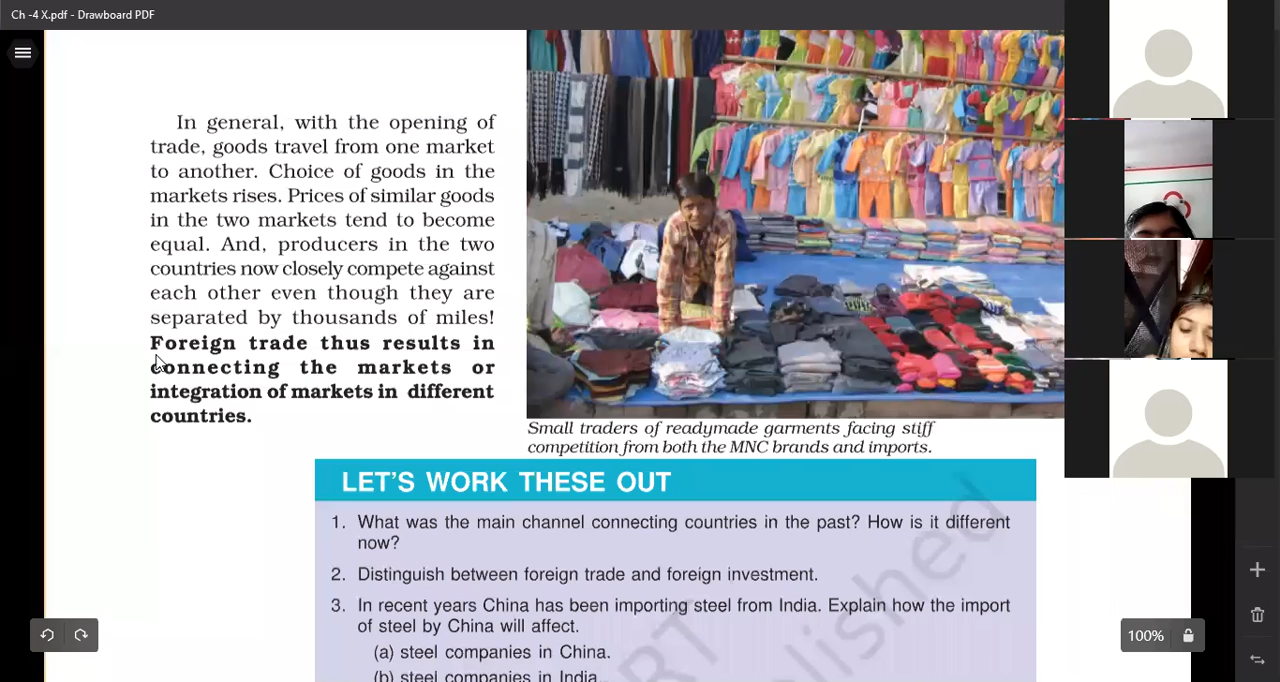 Ch -4 X.pdf - Drawboard PDF
In general, with the opening of
trade, goods travel from one market
to another. Choice of goods in the
markets rises. Prices of similar goods
in the two markets tend to become
equal. And, producers in the two
countries now closely compete against
each other even though they are
separated by thousands of miles!
Foreign trade thus results in
connecting the markets or
integration of markets in different
countries.
Small traders of readymade garments facing stiff
competition from both the MNC brands and imports.
LET'S WORK THESE OUT
1. What was the main channel connecting countries in the past? How is it different
now?
2. Distinguish between foreign trade and foreign investment.
3. In recent years China has been importing steel from India. Explain how the import
of steel by China will affect.
(a) steel companies in China.
(b) steel companies in India.
100%